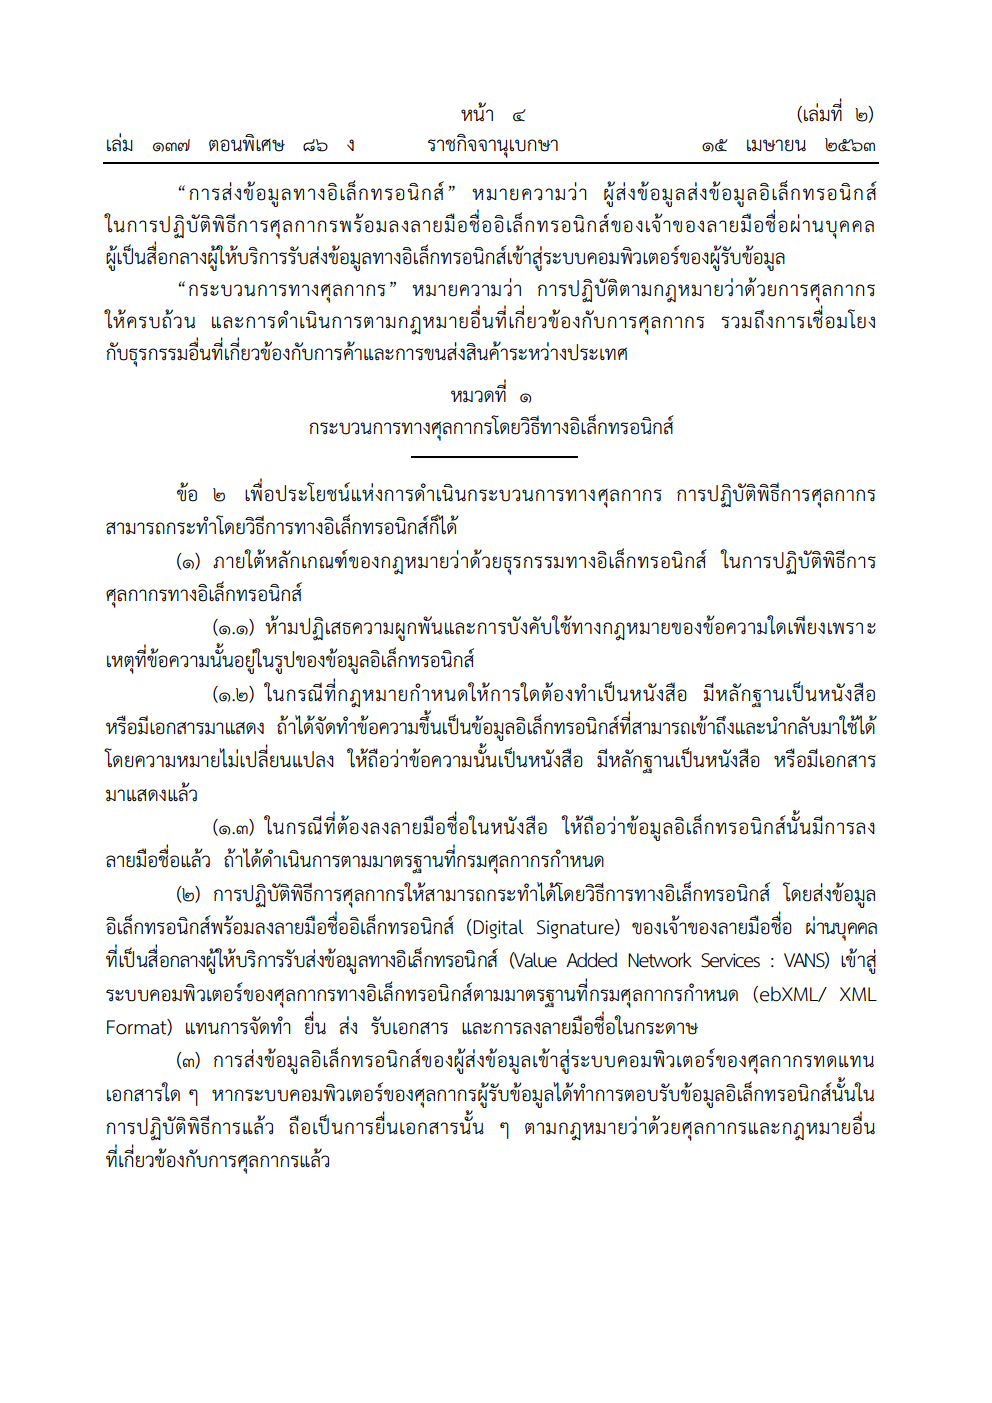 หน้า ๔
(เล่มที่ ๒)
เล่ม ๑๓๗ ตอนพิเศษ ๘๖ ง ราชกิจจานุเบกษา ๑๕ เมษายน ๒๕๖๓
“การส่งข้อมูลทางอิเล็กทรอนิกส์” หมายความว่า ผู้ส่งข้อมูลส่งข้อมูลอิเล็กทรอนิกส์
ในการปฏิบัติพิธีการศุลกากรพร้อมลงลายมือชื่ออิเล็กทรอนิกส์ของเจ้าของลายมือชื่อผ่านบุคคล
ผู้เป็นสื่อกลางผู้ให้บริการรับส่งข้อมูลทางอิเล็กทรอนิกส์เข้าสู่ระบบคอมพิวเตอร์ของผู้รับข้อมูล
“กระบวนการทางศุลกากร” หมายความว่า การปฏิบัติตามกฎหมายว่าด้วยการศุลกากร
ให้ครบถ้วน และการดำเนินการตามกฎหมายอื่นที่เกี่ยวข้องกับการศุลกากร รวมถึงการเชื่อมโยง
กับธุรกรรมอื่นที่เกี่ยวข้องกับการค้าและการขนส่งสินค้าระหว่างประเทศ
หมวดที่ ๑
กระบวนการทางศุลกากรโดยวิธีทางอิเล็กทรอนิกส์
ข้อ ๒ เพื่อประโยชน์แห่งการดำเนินกระบวนการทางศุลกากร การปฏิบัติพิธีการศุลกากร
สามารถกระทำโดยวิธีการทางอิเล็กทรอนิกส์ก็ได้
(๑) ภายใต้หลักเกณฑ์ของกฎหมายว่าด้วยธุรกรรมทางอิเล็กทรอนิกส์ ในการปฏิบัติพิธีการ
ศุลกากรทางอิเล็กทรอนิกส์
(๑.๑) ห้ามปฏิเสธความผูกพันและการบังคับใช้ทางกฎหมายของข้อความใดเพียงเพราะ
เหตุที่ข้อความนั้นอยู่ในรูปของข้อมูลอิเล็กทรอนิกส์
(๑.๒) ในกรณีที่กฎหมายกำหนดให้การใดต้องทำเป็นหนังสือ มีหลักฐานเป็นหนังสือ
หรือมีเอกสารมาแสดง ถ้าได้จัดทำข้อความขึ้นเป็นข้อมูลอิเล็กทรอนิกส์ที่สามารถเข้าถึงและนำกลับมาใช้ได้
โดยความหมายไม่เปลี่ยนแปลง ให้ถือว่าข้อความนั้นเป็นหนังสือ มีหลักฐานเป็นหนังสือ หรือมีเอกสาร
มาแสดงแล้ว
(๑.๓) ในกรณีที่ต้องลงลายมือชื่อในหนังสือ ให้ถือว่าข้อมูลอิเล็กทรอนิกส์นั้นมีการลง
ลายมือชื่อแล้ว ถ้าได้ดำเนินการตามมาตรฐานที่กรมศุลกากรกำหนด
(๒) การปฏิบัติพิธีการศุลกากรให้สามารถกระทำได้โดยวิธีการทางอิเล็กทรอนิกส์ โดยส่งข้อมูล
อิเล็กทรอนิกส์พร้อมลงลายมือชื่ออิเล็กทรอนิกส์ (Digital Signature) ของเจ้าของลายมือชื่อ ผ่านบุคคล
ที่เป็นสื่อกลางผู้ให้บริการรับส่งข้อมูลทางอิเล็กทรอนิกส์ (Value Added Network Services : VANS) เข้าสู่
ระบบคอมพิวเตอร์ของศุลกากรทางอิเล็กทรอนิกส์ตามมาตรฐานที่กรมศุลกากรกำหนด (ebXML/ XML
Format) แทนการจัดทำ ยื่น ส่ง รับเอกสาร และการลงลายมือชื่อในกระดาษ
(๓) การส่งข้อมูลอิเล็กทรอนิกส์ของผู้ส่งข้อมูลเข้าสู่ระบบคอมพิวเตอร์ของศุลกากรทดแทน
เอกสารใด ๆ หากระบบคอมพิวเตอร์ของศุลกากรผู้รับข้อมูลได้ทำการตอบรับข้อมูลอิเล็กทรอนิกส์นั้นใน
การปฏิบัติพิธีการแล้ว ถือเป็นการยื่นเอกสารนั้น ๆ ตามกฎหมายว่าด้วยศุลกากรและกฎหมายอื่น
ที่เกี่ยวข้องกับการศุลกากรแล้ว